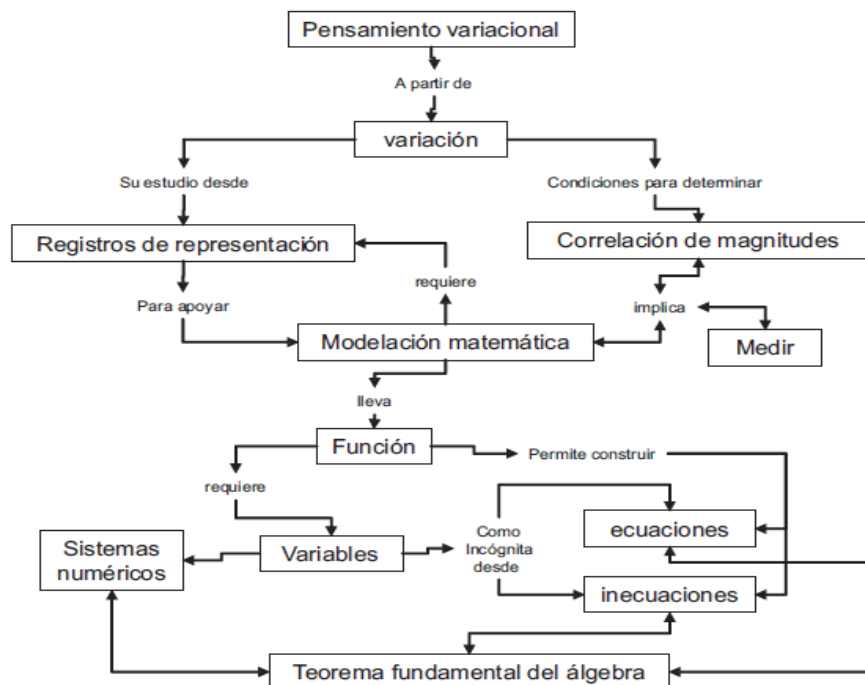 Pensamiento variacional
A partir de
variación
Su estudio desde
Condiciones para determinar
Registros de representación
Correlación de magnitudes
requiere
Para apoyar
implica
Modelación matemática
Medir
lleva
Función
Permite construir
requiere
Como
Incógnita
desde
ecuaciones
Sistemas
numéricos
Variables
inecuaciones
Teorema fundamental del álgebra